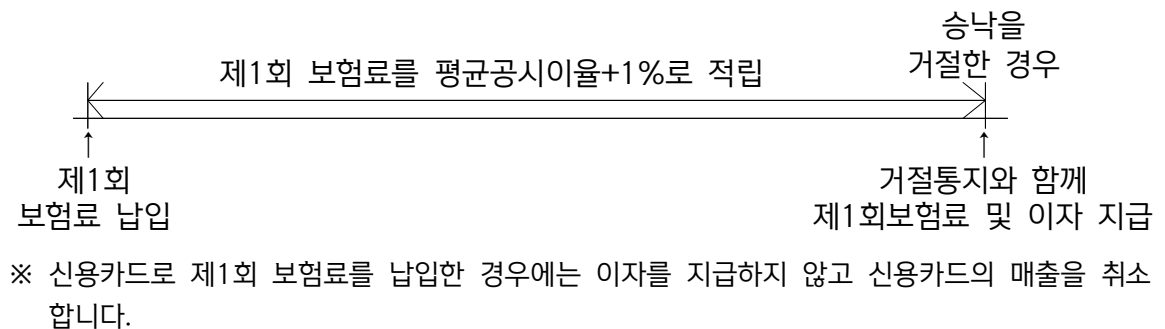 승낙을
거절한 경우
제1회 보험료를 평균공시이율+1%로 적립
제1회
보험료 납입
거절통지와 함께
제1회보험료 및 이자 지급
※ 신용카드로 제1회 보험료를 납입한 경우에는 이자를 지급하지 않고 신용카드의 매출을 취소
합니다.